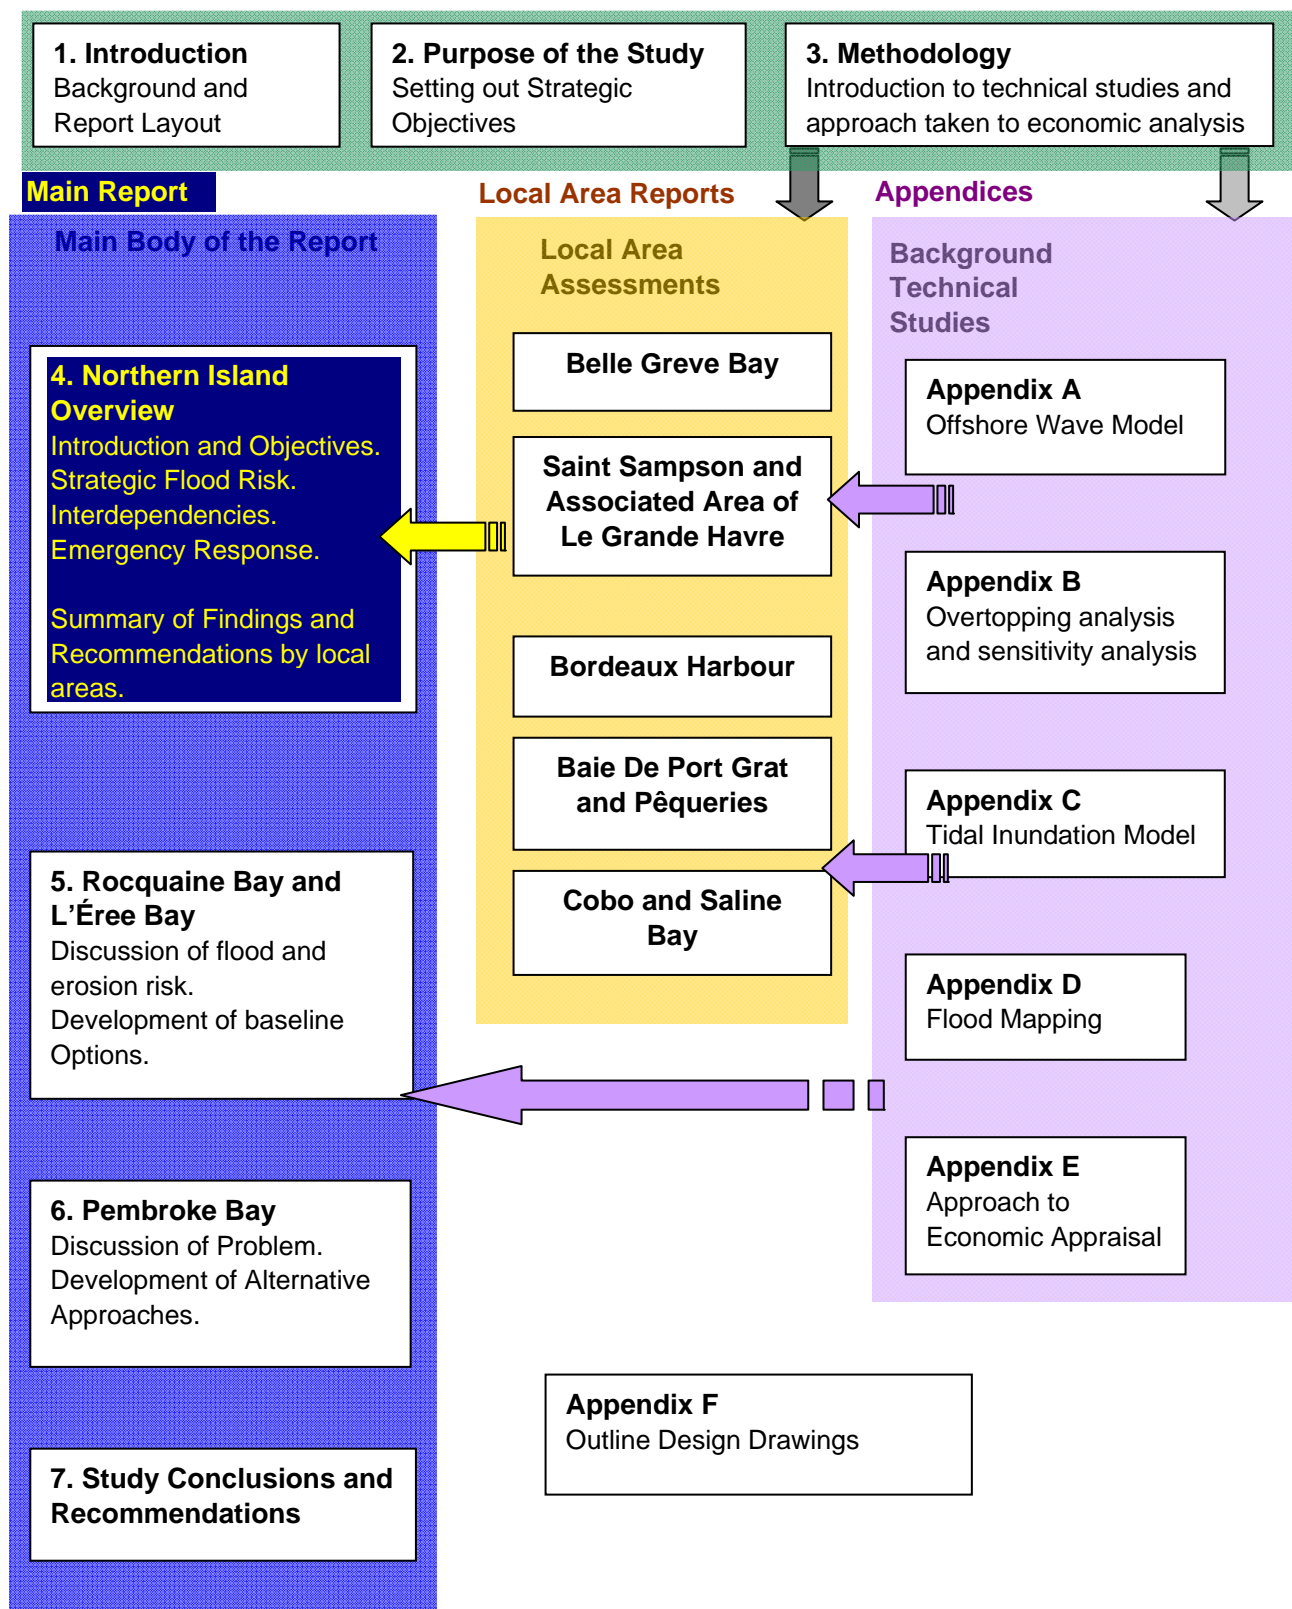 1. Introduction
Background and
Report Layout
2. Purpose of the Study
Setting out Strategic
Objectives
3. Methodology
Introduction to technical studies and
approach taken to economic analysis
Main Report
Main Body of the Report
4. Northern Island
Overview
Introduction and Objectives.
Strategic Flood Risk.
Interdependencies.
Emergency Response.
Summary of Findings and
Recommendations by local
areas.
5. Rocquaine Bay and
L'Éree Bay
Discussion of flood and
erosion risk.
Development of baseline
Options.
6. Pembroke Bay
Discussion of Problem.
Development of Alternative
Approaches.
7. Study Conclusions and
Recommendations
Local Area Reports
Local Area
Assessments
Belle Greve Bay
Saint Sampson and
Associated Area of
Le Grande Havre
Bordeaux Harbour
Baie De Port Grat
and Pêqueries
Cobo and Saline
Bay
Appendices
Background
Technical
Studies
Appendix A
Offshore Wave Model
Appendix B
Overtopping analysis
and sensitivity analysis
Appendix C
Tidal Inundation Model
Appendix D
Flood Mapping
Appendix E
Approach to
Economic Appraisal
Appendix F
Outline Design Drawings